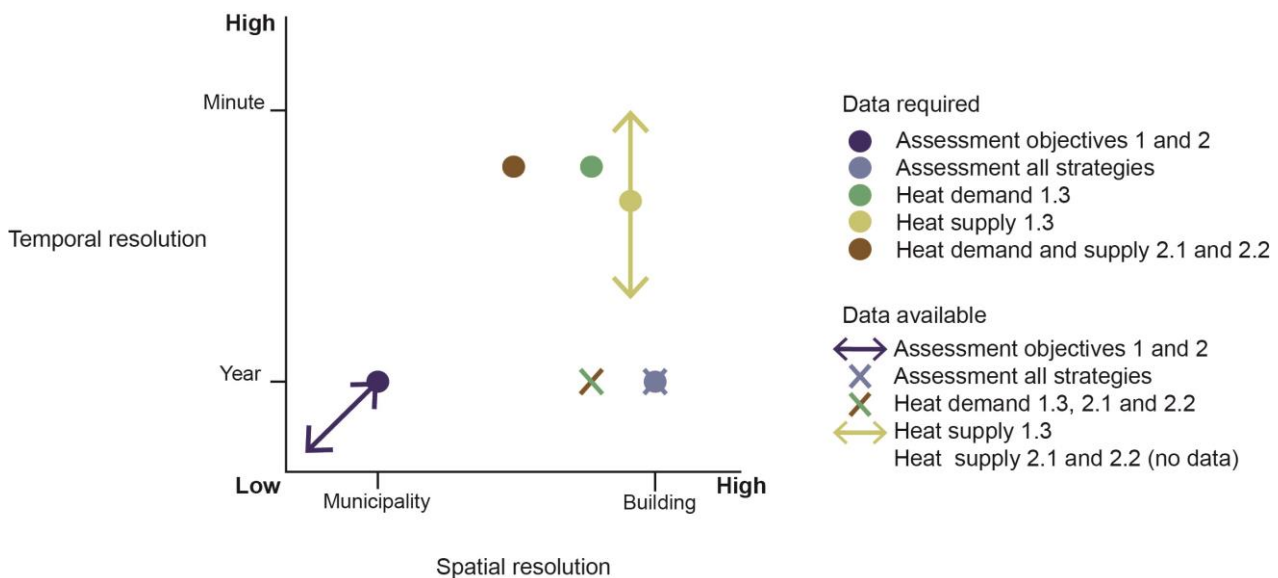 High
Minute
Temporal resolution
Year
Low
Municipality
Building
High
Spatial resolution
Data required
Assessment objectives 1 and 2
Assessment all strategies
Heat demand 1.3
Heat supply 1.3
Heat demand and supply 2.1 and 2.2
Data available
Assessment objectives 1 and 2
Assessment all strategies
Heat demand 1.3, 2.1 and 2.2
Heat supply 1.3
Heat supply 2.1 and 2.2 (no data)